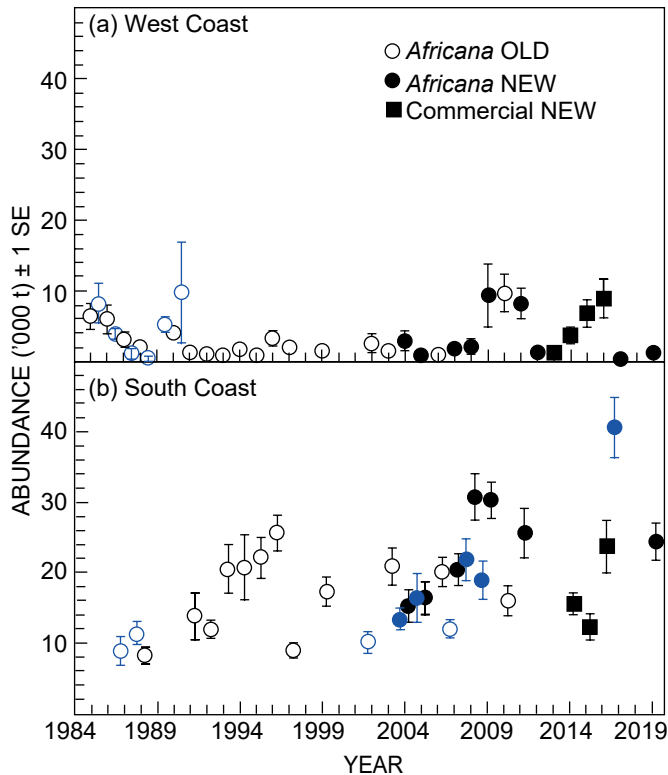 (a) West Coast
Africana OLD
Africana NEW
Commercial NEW
40
30
20
10
(b) South Coast
40
30
20
10
ABUNDANCE ('000 t) ± 1 SE
1984 1989 1994 1999 2004 2009 2014 2019
YEAR